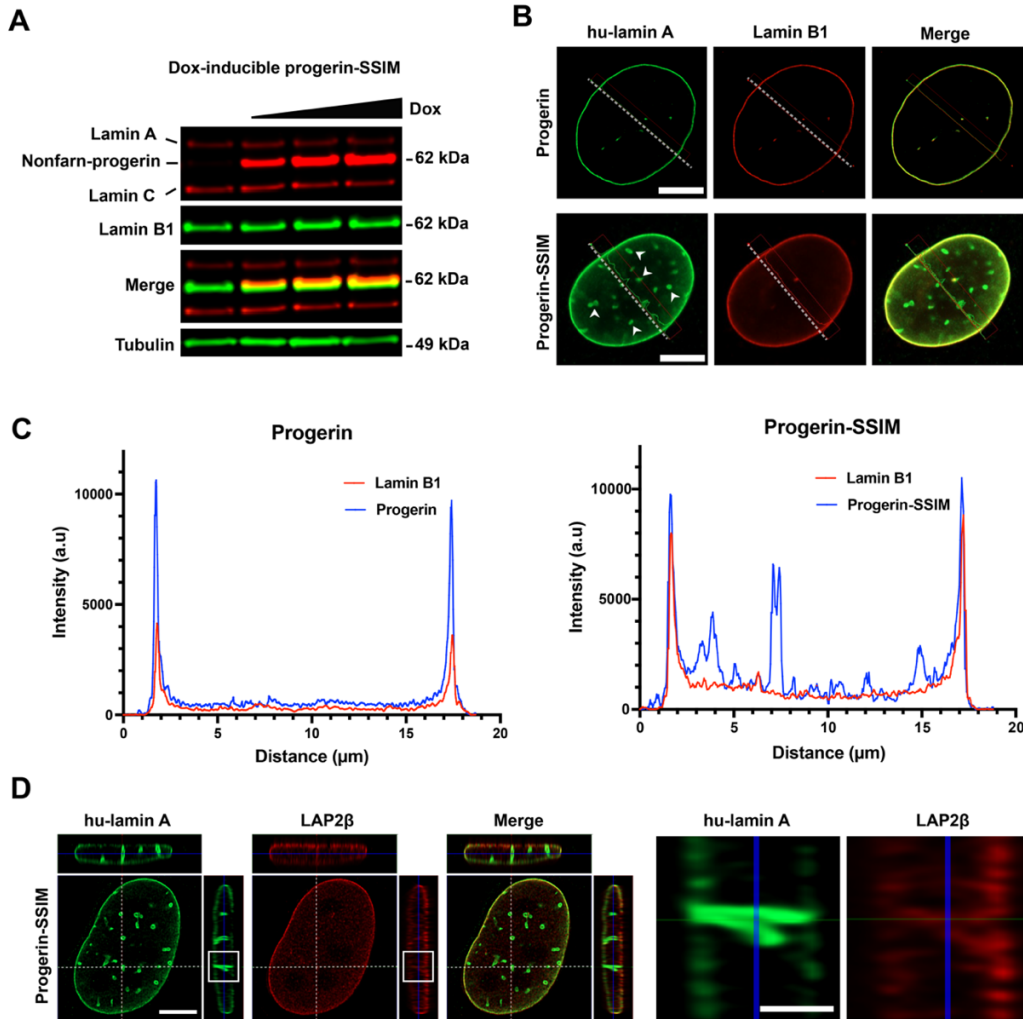 A
Dox-inducible progerin-SSIM
Dox
Lamin A
Nonfarn-progerin
Lamin C
-62 kDa
Lamin B1
-62 kDa
Merge
-62 kDa
Tubulin
-49 kDa
B
hu-lamin A Lamin B1 Merge
Progerin
Progerin-SSIM
C
Progerin
Lamin B1
Progerin
Intensity (a.u)
10000
5000
0
0 5 10 15 20
Distance (μm)
Progerin-SSIM
Lamin B1
Progerin-SSIM
Intensity (a.u)
10000
5000
0
0 5 10 15 20
Distance (μm)
D
hu-lamin A LAP2β Merge hu-lamin A LAP2β
Progerin-SSIM